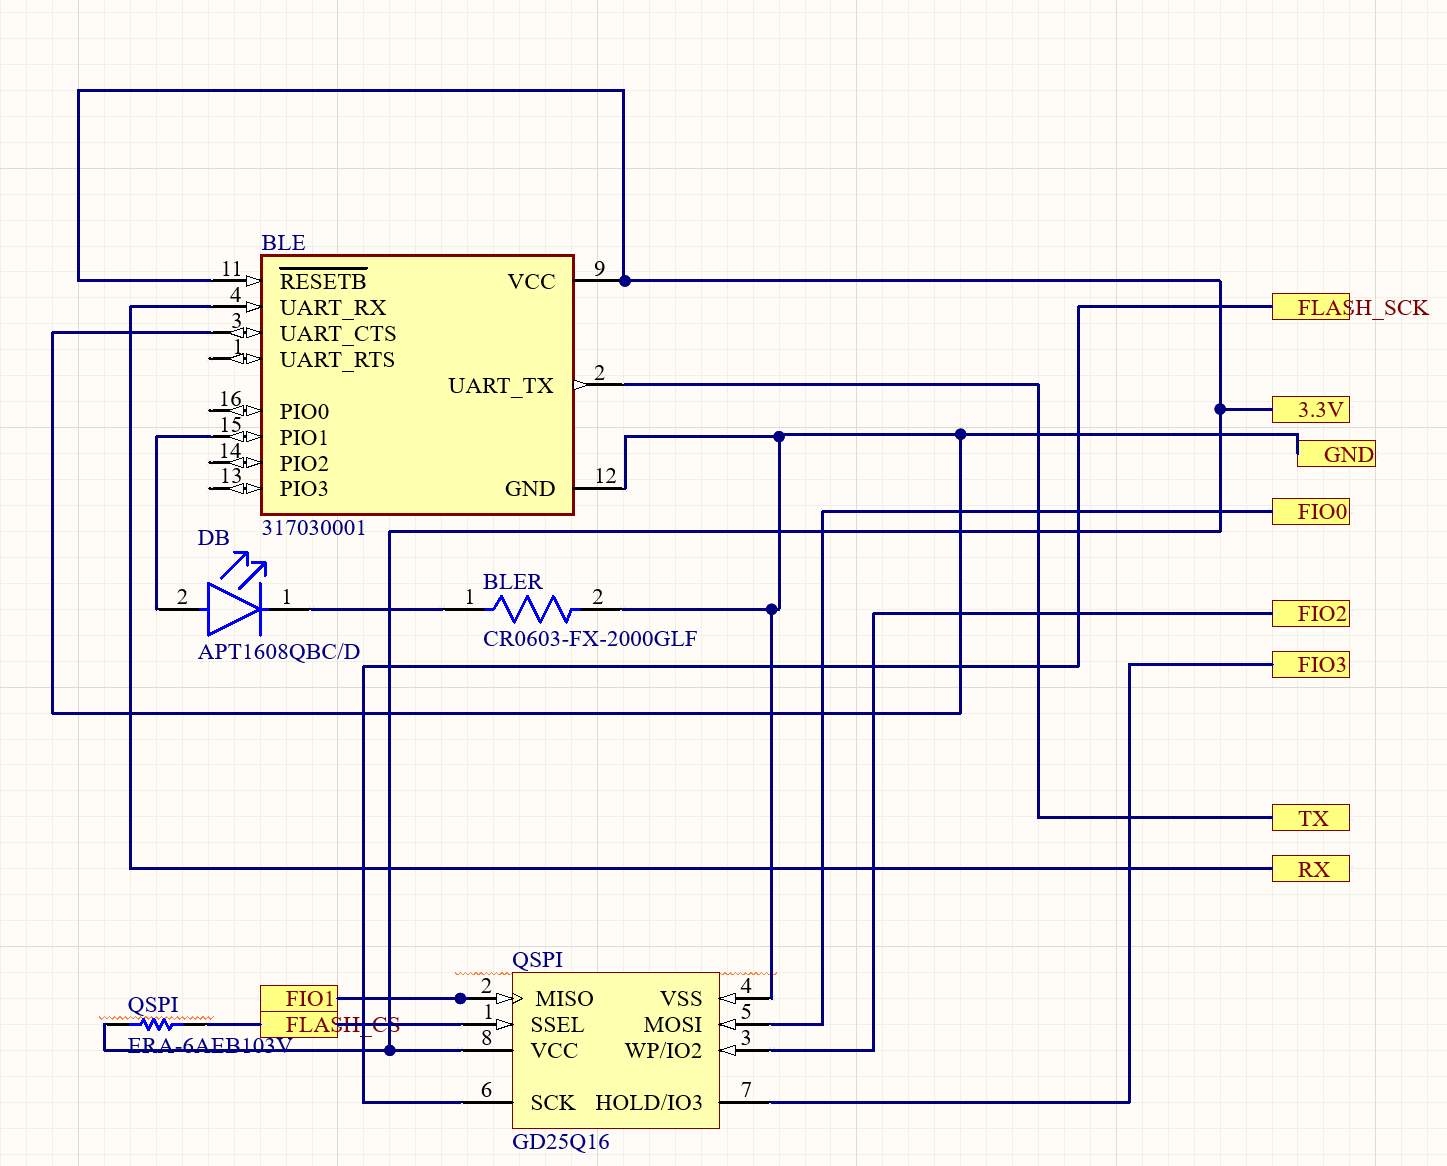 BLE
11 RESETB VCC 9
4 UART_RX
3 UART_CTS
1 UART_RTS
UART_TX 2
16 PIO0
15 PIO1
14 PIO2
13 PIO3
GND 12
317030001
FLASH_SCK
3.3V
GND
FIO0
FIO2
FIO3
TX
RX
DB
2 1
APT1608QBC/D
BLER
1 2
CR0603-FX-2000GLF
QSPI
ERA-6AEB103V
FIO1
FLASH_CS
QSPI
2 MISO VSS 4
1 SSEL MOSI 5
8 VCC WP/IO2 3
6 SCK HOLD/IO3 7
GD25Q16